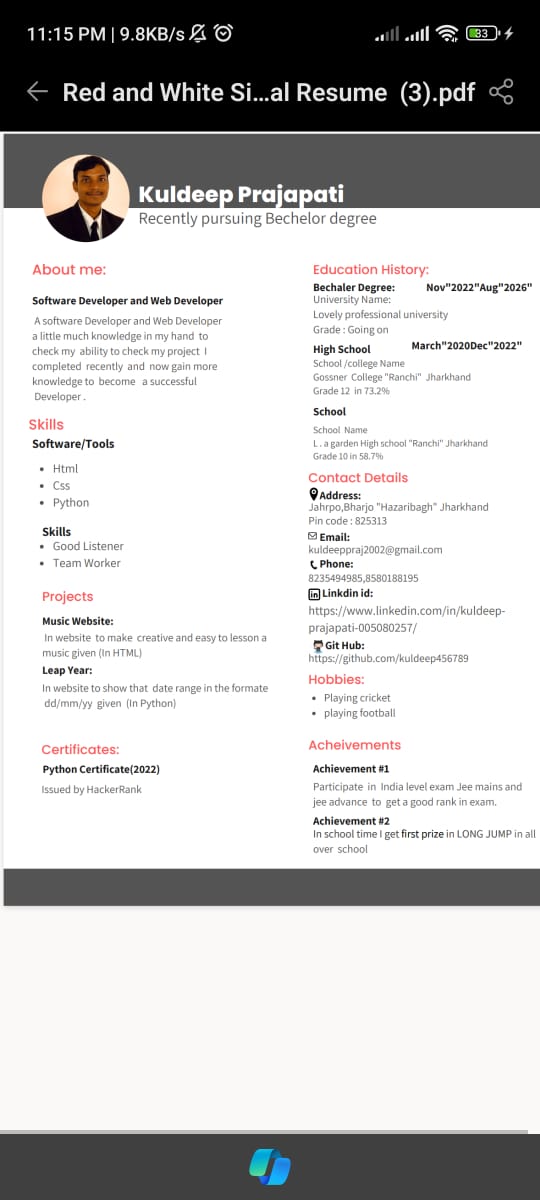 11:15 PM | 9.8KB/s
33
Red and White Si...al Resume (3).pdf
Kuldeep Prajapati
Recently pursuing Bechelor degree
About me:
Software Developer and Web Developer
A software Developer and Web Developer
a little much knowledge in my hand to
check my ability to check my project I
completed recently and now gain more
knowledge to become a successful
Developer .
Skills
Software/Tools
Html
Css
Python
Skills
Good Listener
Team Worker
Projects
Music Website:
In website to make creative and easy to lesson a
music given (In HTML)
Leap Year:
In website to show that date range in the formate
dd/mm/yy given (In Python)
Certificates:
Python Certificate(2022)
Issued by HackerRank
Education History:
Bechaler Degree: Nov"2022"Aug"2026"
University Name:
Lovely professional university
Grade : Going on
High School March"2020Dec"2022"
School /college Name
Gossner College "Ranchi" Jharkhand
Grade 12 in 73.2%
School
School Name
L . a garden High school "Ranchi" Jharkhand
Grade 10 in 58.7%
Contact Details
Address:
Jahrpo,Bharjo "Hazaribagh" Jharkhand
Pin code : 825313
Email:
kuldeeppraj2002@gmail.com
Phone:
8235494985,8580188195
in Linkdin id:
https://www.linkedin.com/in/kuldeep-
prajapati-005080257/
Git Hub:
https://github.com/kuldeep456789
Hobbies:
Playing cricket
playing football
Acheivements
Achievement #1
Participate in India level exam Jee mains and
jee advance to get a good rank in exam.
Achievement #2
In school time I get first prize in LONG JUMP in all
over school